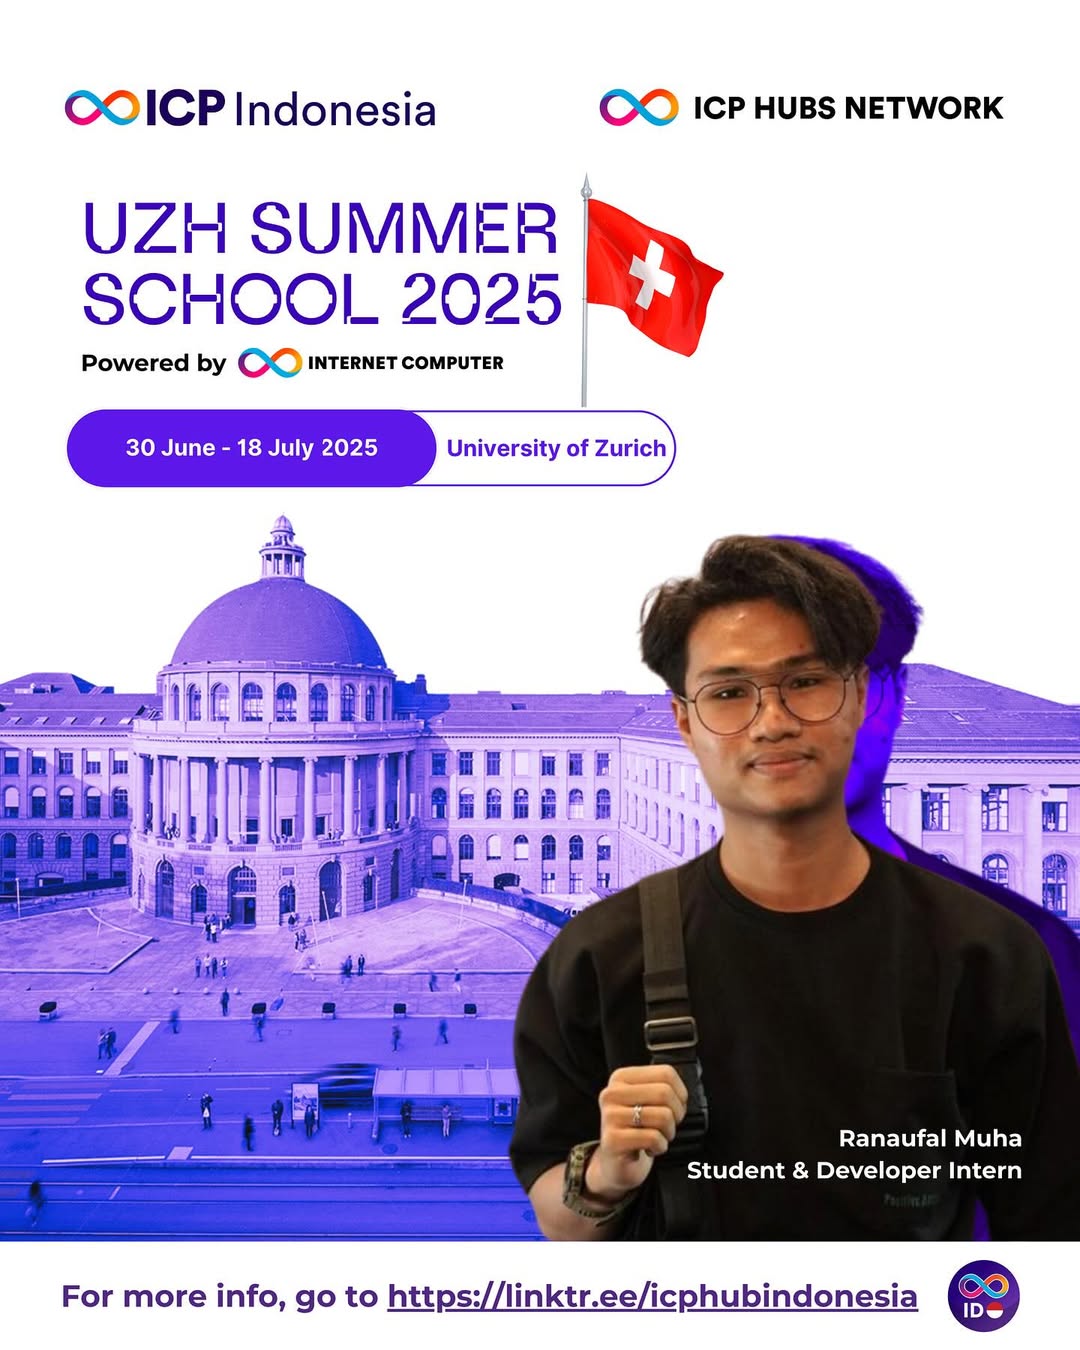 ICP Indonesia
ICP HUBS NETWORK
UZH SUMMER
SCHOOL 2025
Powered by INTERNET COMPUTER
30 June - 18 July 2025
University of Zurich
Ranaufal Muha
Student & Developer Intern
For more info, go to https://linktr.ee/icphubindonesia
ID